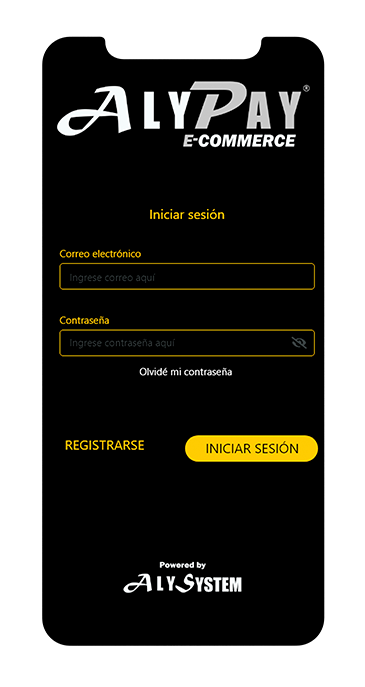 ALYPAY®
E-COMMERCE
Iniciar sesión
Correo electrónico
Ingrese correo aquí
Contraseña
Ingrese contraseña aquí
Olvidé mi contraseña
REGISTRARSE INICIAR SESIÓN
Powered by
ALYSYSTEM